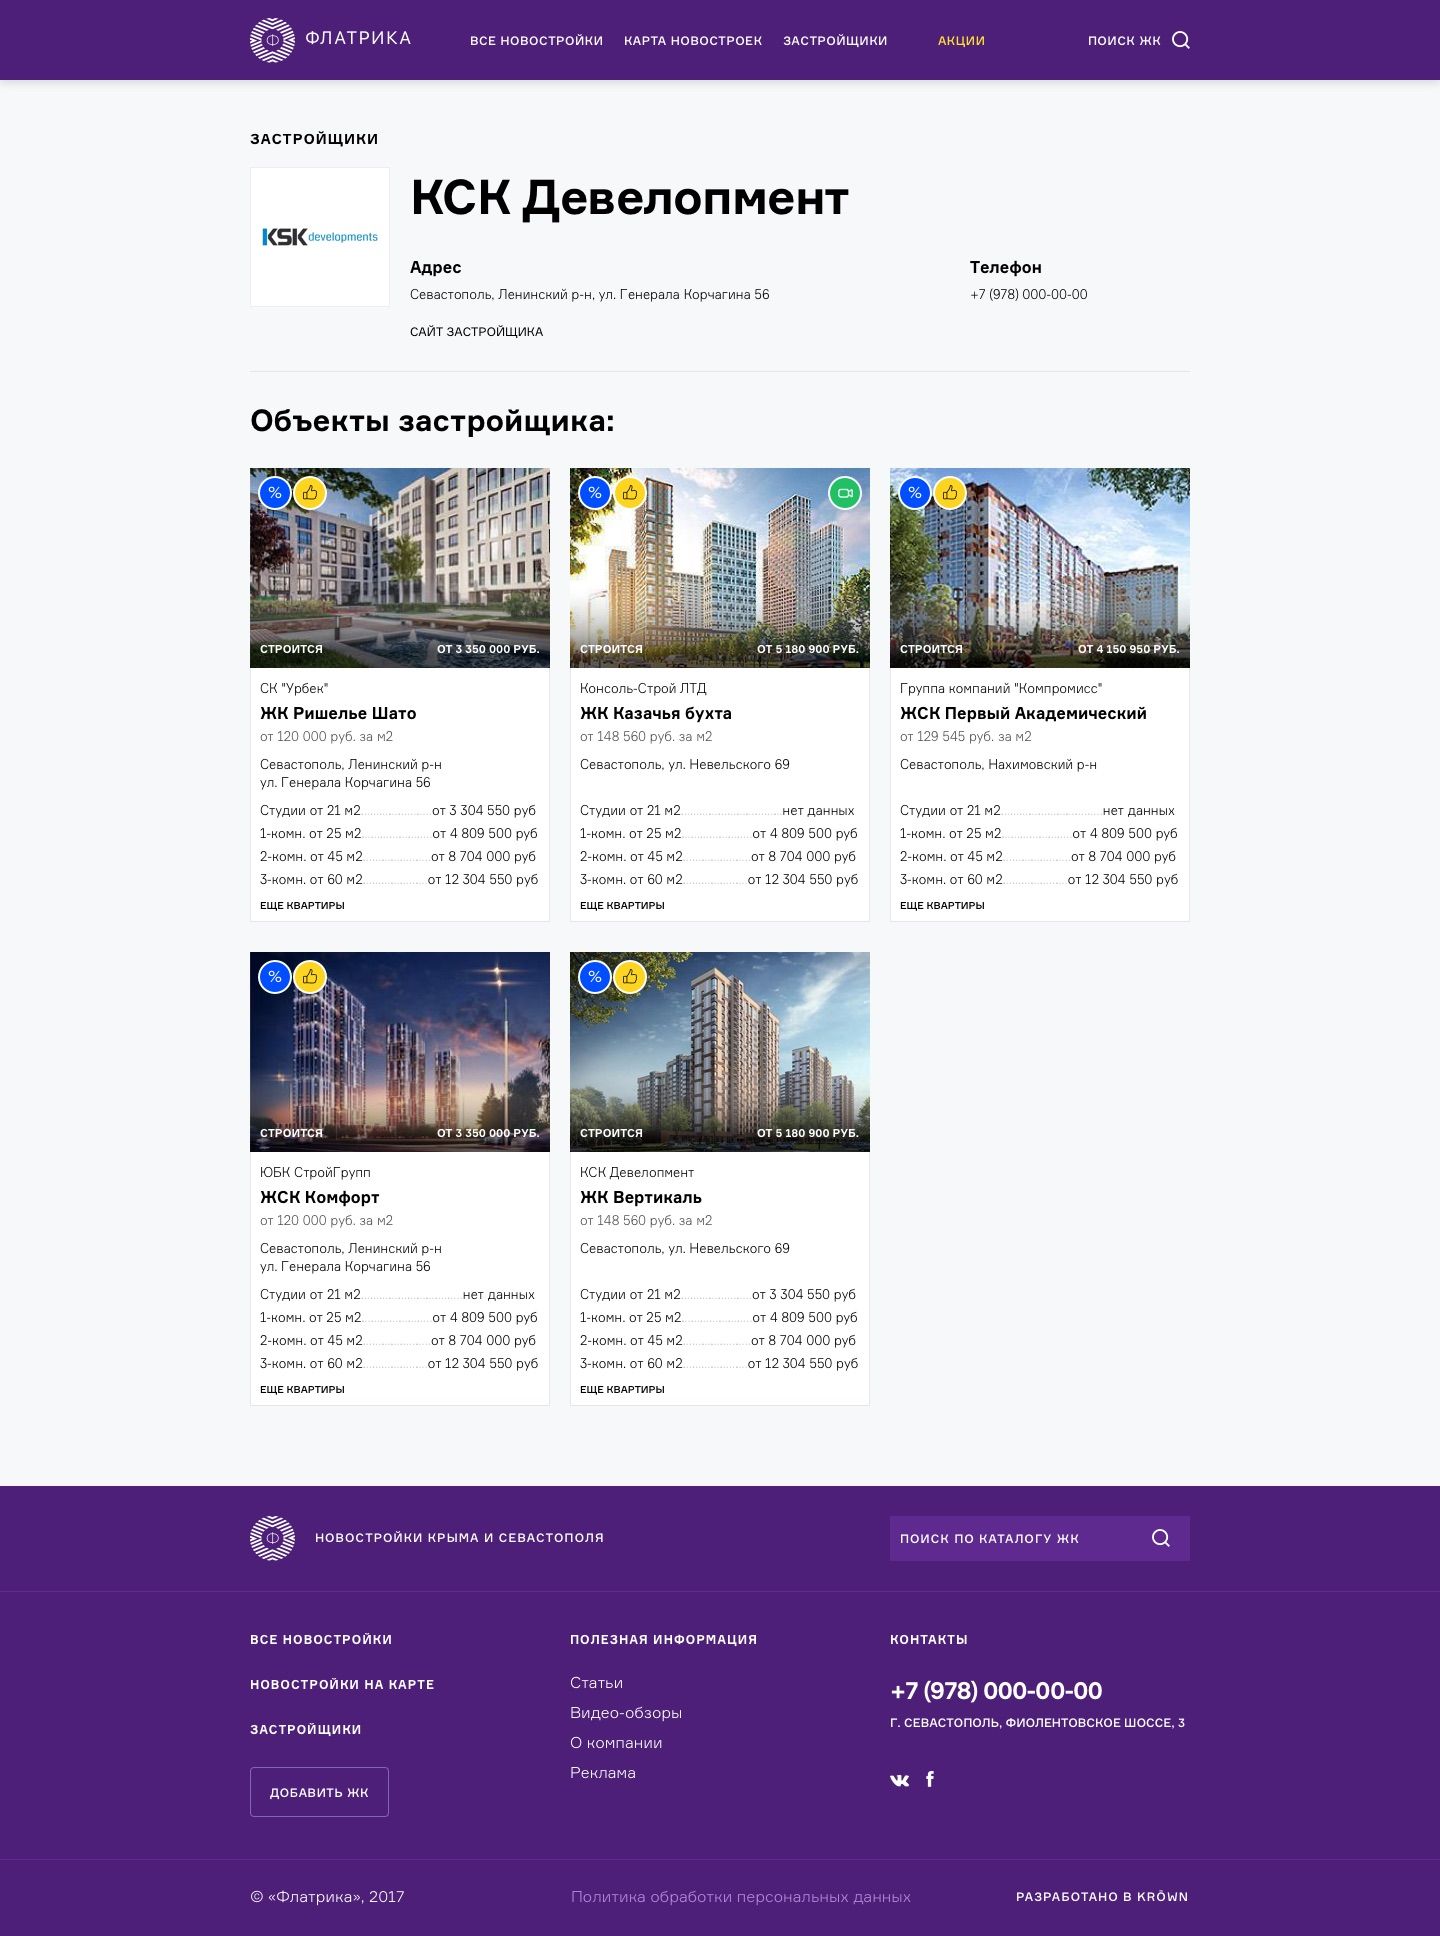 ФЛАТРИКА
ВСЕ НОВОСТРОЙКИ КАРТА НОВОСТРОЕК ЗАСТРОЙЩИКИ АКЦИИ ПОИСК ЖК
ЗАСТРОЙЩИКИ
KSK developments
КСК Девелопмент
Адрес
Севастополь, Ленинский р-н, ул. Генерала Корчагина 56
Телефон
+7 (978) 000-00-00
САЙТ ЗАСТРОЙЩИКА
Объекты застройщика:
%
СТРОИТСЯ ОТ 3 350 000 РУБ.
СК "Урбек"
ЖК Ришелье Шато
от 120 000 руб. за м2
Севастополь, Ленинский р-н
ул. Генерала Корчагина 56
Студии от 21 м2 от 3 304 550 руб
1-комн. от 25 м2 от 4 809 500 руб
2-комн. от 45 м2 от 8 704 000 руб
3-комн. от 60 м2 от 12 304 550 руб
ЕЩЕ КВАРТИРЫ
%
СТРОИТСЯ ОТ 5 180 900 РУБ.
Консоль-Строй ЛТД
ЖК Казачья бухта
от 148 560 руб. за м2
Севастополь, ул. Невельского 69
Студии от 21 м2 нет данных
1-комн. от 25 м2 от 4 809 500 руб
2-комн. от 45 м2 от 8 704 000 руб
3-комн. от 60 м2 от 12 304 550 руб
ЕЩЕ КВАРТИРЫ
%
СТРОИТСЯ ОТ 4 150 950 РУБ.
Группа компаний "Компромисс"
ЖСК Первый Академический
от 129 545 руб. за м2
Севастополь, Нахимовский р-н
Студии от 21 м2 нет данных
1-комн. от 25 м2 от 4 809 500 руб
2-комн. от 45 м2 от 8 704 000 руб
3-комн. от 60 м2 от 12 304 550 руб
ЕЩЕ КВАРТИРЫ
%
СТРОИТСЯ ОТ 3 350 000 РУБ.
ЮБК СтройГрупп
ЖСК Комфорт
от 120 000 руб. за м2
Севастополь, Ленинский р-н
ул. Генерала Корчагина 56
Студии от 21 м2 нет данных
1-комн. от 25 м2 от 4 809 500 руб
2-комн. от 45 м2 от 8 704 000 руб
3-комн. от 60 м2 от 12 304 550 руб
ЕЩЕ КВАРТИРЫ
%
СТРОИТСЯ ОТ 5 180 900 РУБ.
КСК Девелопмент
ЖК Вертикаль
от 148 560 руб. за м2
Севастополь, ул. Невельского 69
Студии от 21 м2 от 3 304 550 руб
1-комн. от 25 м2 от 4 809 500 руб
2-комн. от 45 м2 от 8 704 000 руб
3-комн. от 60 м2 от 12 304 550 руб
ЕЩЕ КВАРТИРЫ
Ф
НОВОСТРОЙКИ КРЫМА И СЕВАСТОПОЛЯ
ПОИСК ПО КАТАЛОГУ ЖК
ВСЕ НОВОСТРОЙКИ
НОВОСТРОЙКИ НА КАРТЕ
ЗАСТРОЙЩИКИ
ДОБАВИТЬ ЖК
ПОЛЕЗНАЯ ИНФОРМАЦИЯ
Статьи
Видео-обзоры
О компании
Реклама
КОНТАКТЫ
+7 (978) 000-00-00
Г. СЕВАСТОПОЛЬ, ФИОЛЕНТОВСКОЕ ШОССЕ, 3
© «Флатрика», 2017
Политика обработки персональных данных
РАЗРАБОТАНО В KRÖWN